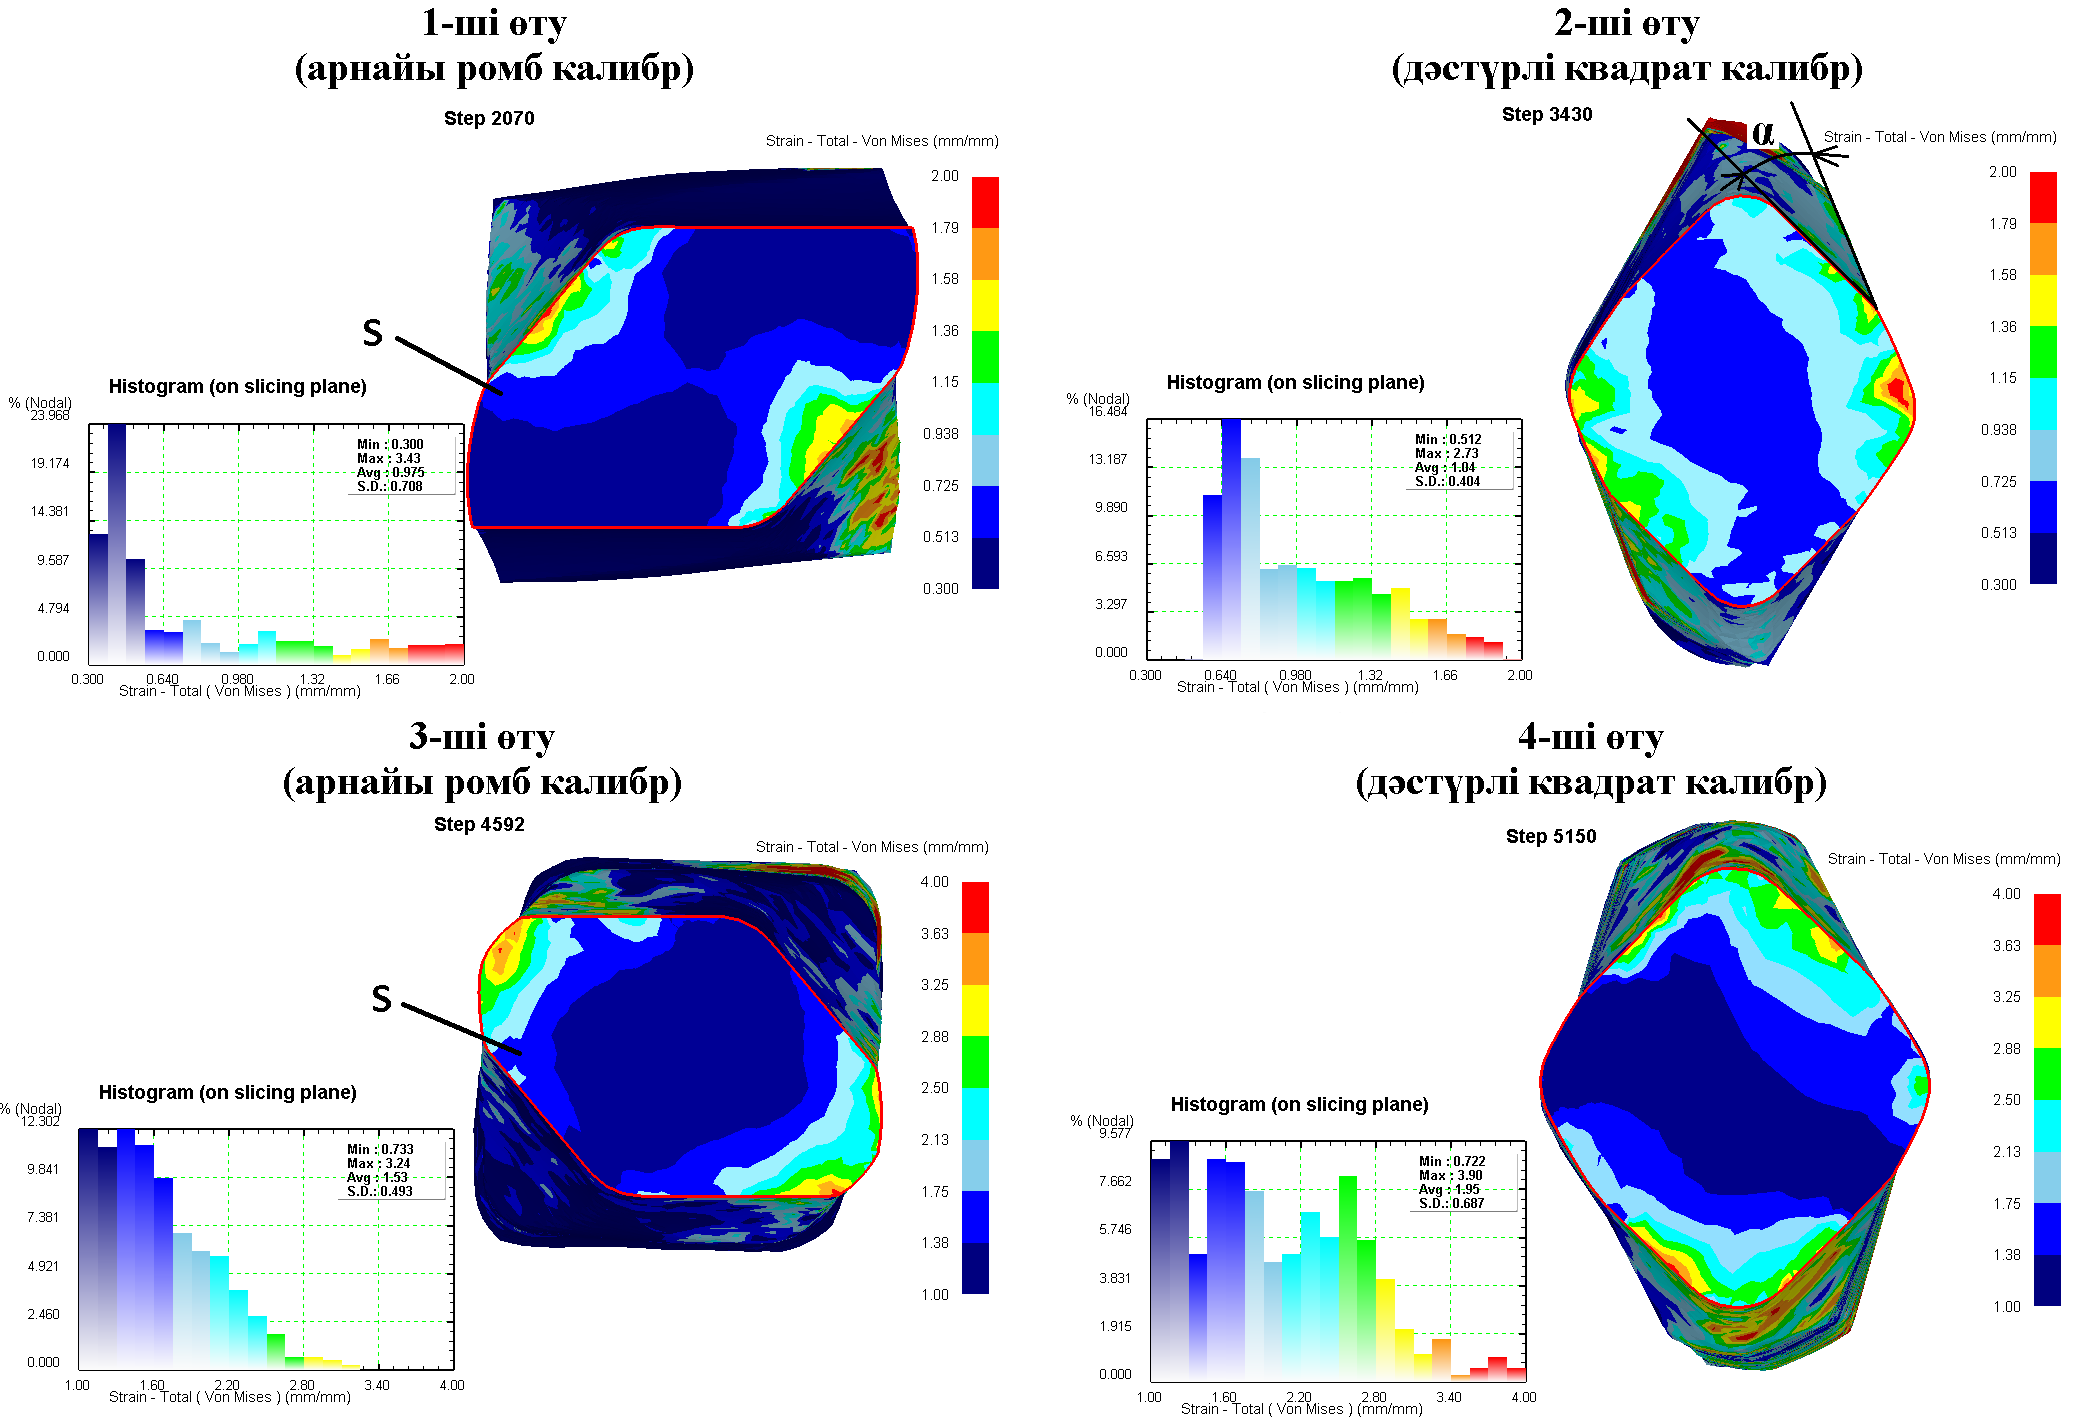 1-ші өту
(арнайы ромб калибр)
Step 2070
Strain - Total - Von Mises (mm/mm)
2.00
1.79
1.58
1.36
1.15
0.938
0.725
0.513
0.300
S
Histogram (on slicing plane)
% (Nodal)
23.968
19.174
14.381
9.587
4.794
0.000
Min : 0.300
Max : 3.43
Avg : 0.975
S.D.: 0.708
0.300 0.640 0.980 1.32 1.66 2.00
Strain - Total ( Von Mises ) (mm/mm)
2-ші өту
(дәстүрлі квадрат калибр)
Step 3430
α
Strain - Total - Von Mises (mm/mm)
2.00
1.79
1.58
1.36
1.15
0.938
0.725
0.513
0.300
Histogram (on slicing plane)
% (Nodal)
16.484
13.187
9.890
6.593
3.297
0.000
Min : 0.512
Max : 2.73
Avg : 1.04
S.D.: 0.404
0.300 0.640 0.980 1.32 1.66 2.00
Strain - Total ( Von Mises ) (mm/mm)
3-ші өту
(арнайы ромб калибр)
Step 4592
Strain - Total - Von Mises (mm/mm)
4.00
3.63
3.25
2.88
2.50
2.13
1.75
1.38
1.00
S
Histogram (on slicing plane)
% (Nodal)
12.302
9.841
7.381
4.921
2.460
0.000
Min : 0.733
Max : 3.24
Avg : 1.53
S.D.: 0.493
1.00 1.60 2.20 2.80 3.40 4.00
Strain - Total ( Von Mises ) (mm/mm)
4-ші өту
(дәстүрлі квадрат калибр)
Step 5150
Strain - Total - Von Mises (mm/mm)
4.00
3.63
3.25
2.88
2.50
2.13
1.75
1.38
1.00
Histogram (on slicing plane)
% (Nodal)
9.577
7.662
5.746
3.831
1.915
0.000
Min : 0.722
Max : 3.90
Avg : 1.95
S.D.: 0.687
1.00 1.60 2.20 2.80 3.40 4.00
Strain - Total ( Von Mises ) (mm/mm)